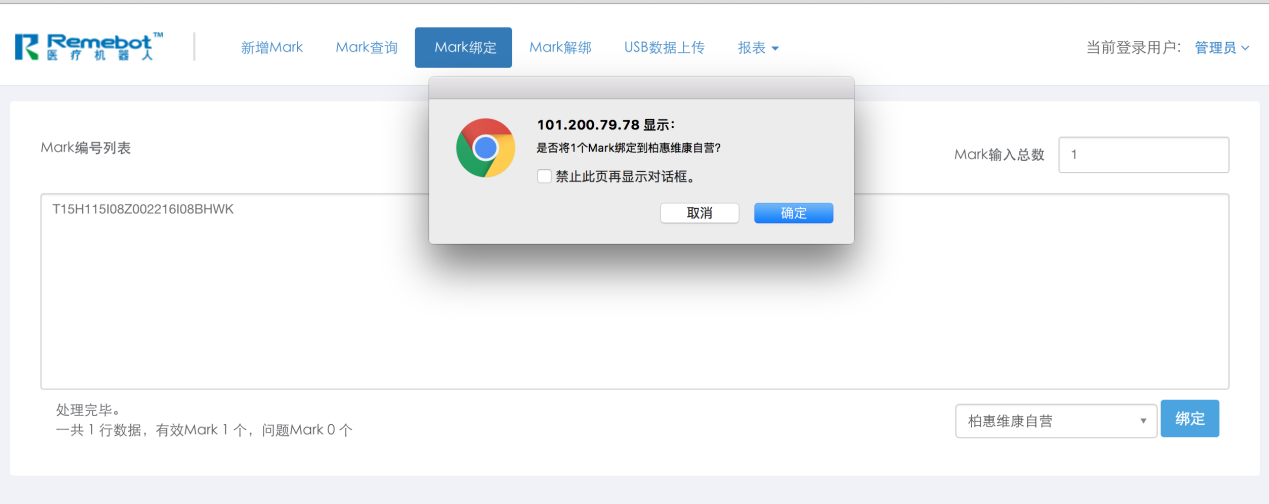 Remebot™
医疗机器人
新增Mark
Mark查询
Mark绑定
Mark解绑
USB数据上传
报表
当前登录用户：
管理员
101.200.79.78 显示：
是否将1个Mark绑定到柏惠维康自营?
禁止此页再显示对话框。
取消
确定
Mark编号列表
Mark输入总数
1
T15H115I08Z002216I08BHWK
处理完毕。
一共 1 行数据，有效Mark 1 个，问题Mark 0 个
柏惠维康自营
绑定